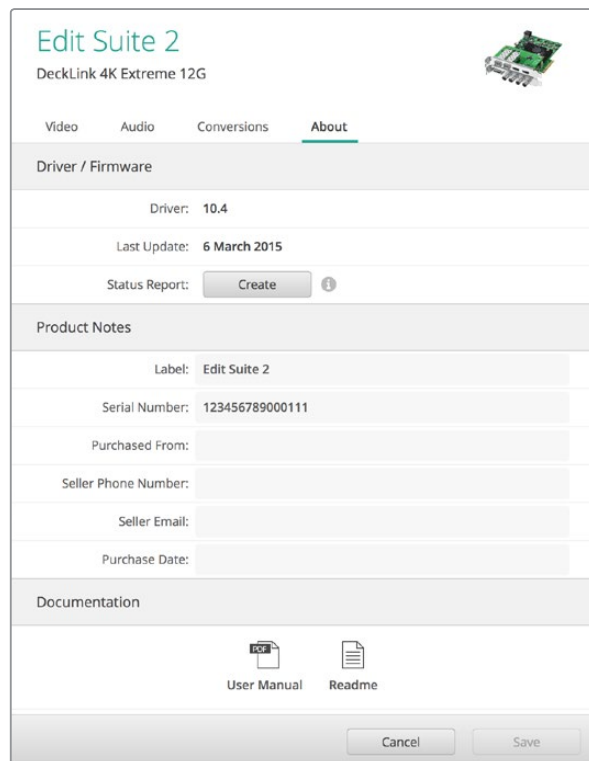 Edit Suite 2
DeckLink 4K Extreme 12G
Video Audio Conversions About
Driver / Firmware
Driver: 10.4
Last Update: 6 March 2015
Status Report: Create
Product Notes
Label: Edit Suite 2
Serial Number: 123456789000111
Purchased From:
Seller Phone Number:
Seller Email:
Purchase Date:
Documentation
PDF
User Manual Readme
Cancel Save